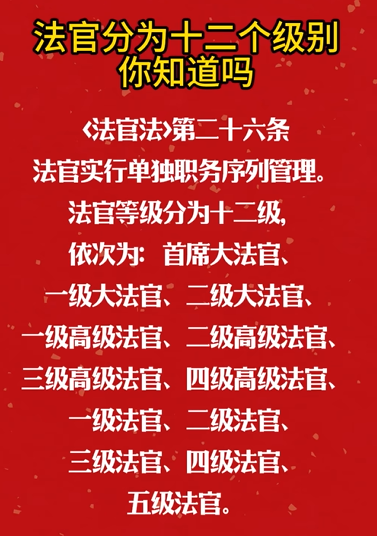 法官分为十二个级别
你知道吗
《法官法》第二十六条
法官实行单独职务序列管理。
法官等级分为十二级,
依次为：首席大法官、
一级大法官、二级大法官、
一级高级法官、二级高级法官、
三级高级法官、四级高级法官、
一级法官、二级法官、
三级法官、四级法官、
五级法官。